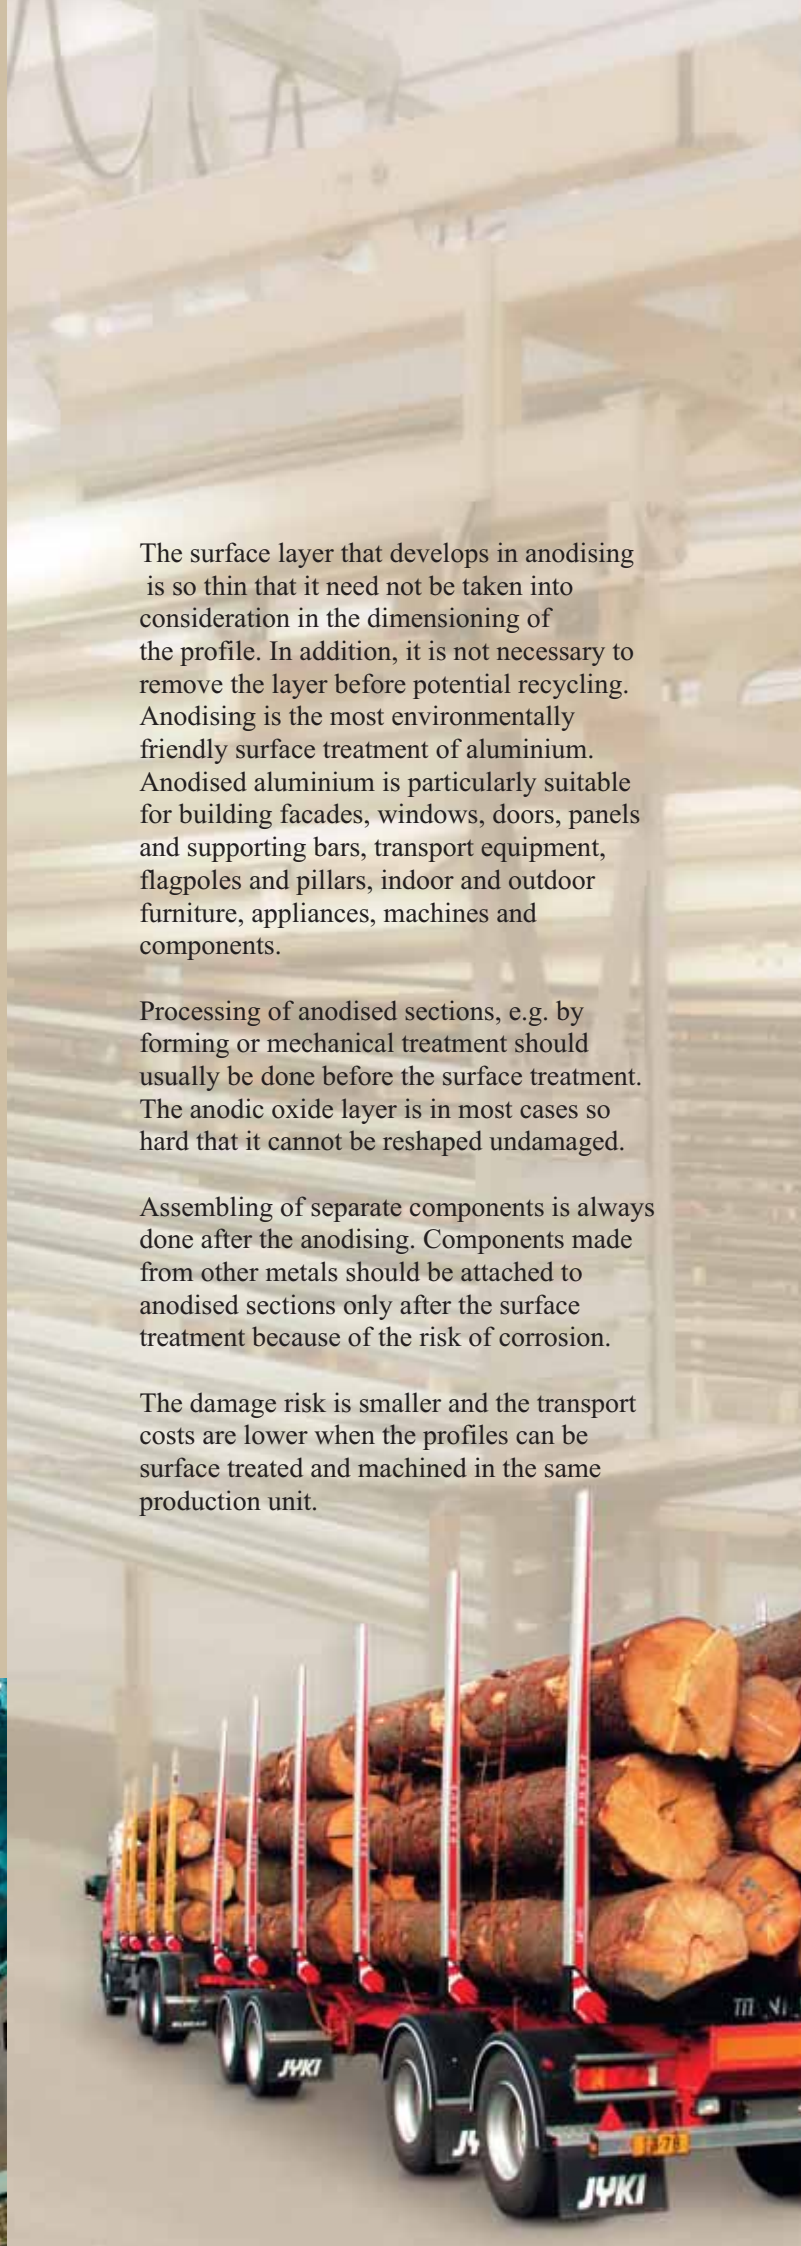 The surface layer that develops in anodising
is so thin that it need not be taken into
consideration in the dimensioning of
the profile. In addition, it is not necessary to
remove the layer before potential recycling.
Anodising is the most environmentally
friendly surface treatment of aluminium.
Anodised aluminium is particularly suitable
for building facades, windows, doors, panels
and supporting bars, transport equipment,
flagpoles and pillars, indoor and outdoor
furniture, appliances, machines and
components.
Processing of anodised sections, e.g. by
forming or mechanical treatment should
usually be done before the surface treatment.
The anodic oxide layer is in most cases so
hard that it cannot be reshaped undamaged.
Assembling of separate components is always
done after the anodising. Components made
from other metals should be attached to
anodised sections only after the surface
treatment because of the risk of corrosion.
The damage risk is smaller and the transport
costs are lower when the profiles can be
surface treated and machined in the same
production unit.
JYKI
JY
JYKI